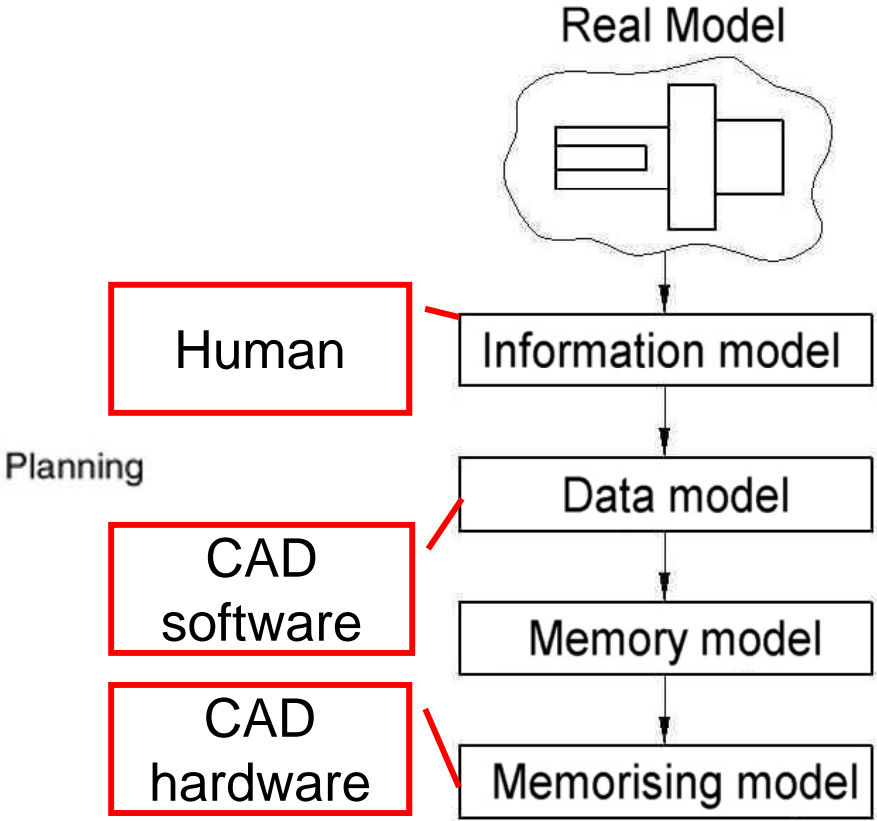 Real Model
Human
Information model
Planning
Data model
CAD
software
Memory model
CAD
hardware
Memorising model